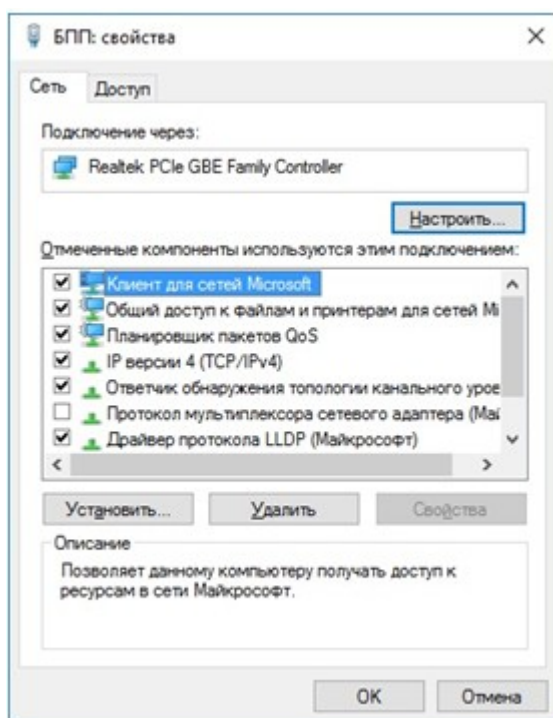 БПП: свойства
Сеть
Доступ
Подключение через:
Realtek PCIe GBE Family Controller
Настроить...
Отмеченные компоненты используются этим подключением:
Клиент для сетей Microsoft
Общий доступ к файлам и принтерам для сетей Mi
Планировщик пакетов QoS
IP версии 4 (TCP/IPv4)
Ответчик обнаружения топологии канального уров
Протокол мультиплексора сетевого адаптера (Май
Драйвер протокола LLDP (Майкрософт)
Установить...
Удалить
Свойства
Описание
Позволяет данному компьютеру получать доступ к
ресурсам в сети Майкрософт.
OK
Отмена